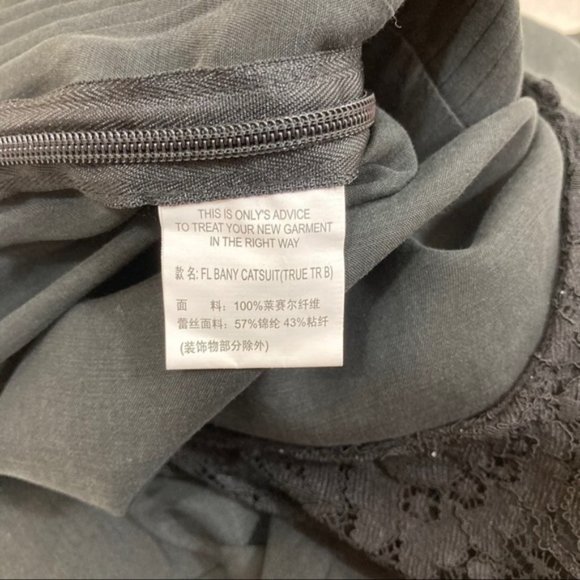 THIS IS ONLY'S ADVICE
TO TREAT YOUR NEW GARMENT
IN THE RIGHT WAY
款名: FL BANY CATSUIT(TRUE TR B)
面 料: 100%莱赛尔纤维
蕾丝面料: 57%锦纶 43%粘纤
(装饰物部分除外)